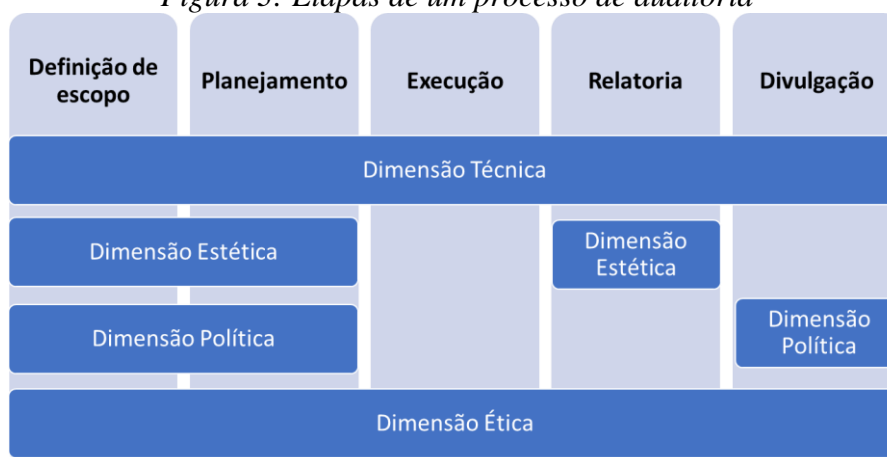 Figura 3: Etapas de um processo de auditoria
Definição de
escopo
Planejamento
Execução
Relatoria
Divulgação
Dimensão Técnica
Dimensão Estética
Dimensão
Estética
Dimensão Política
Dimensão
Política
Dimensão Ética